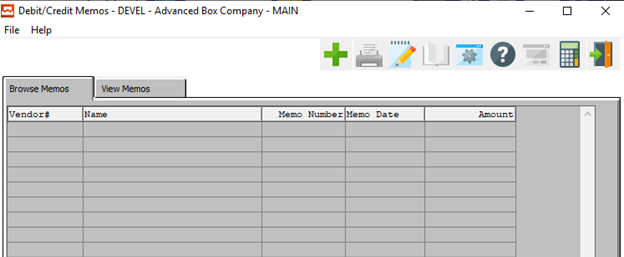 Debit/Credit Memos - DEVEL - Advanced Box Company - MAIN
File Help
Browse Memos View Memos
Vendor# Name Memo Number Memo Date Amount